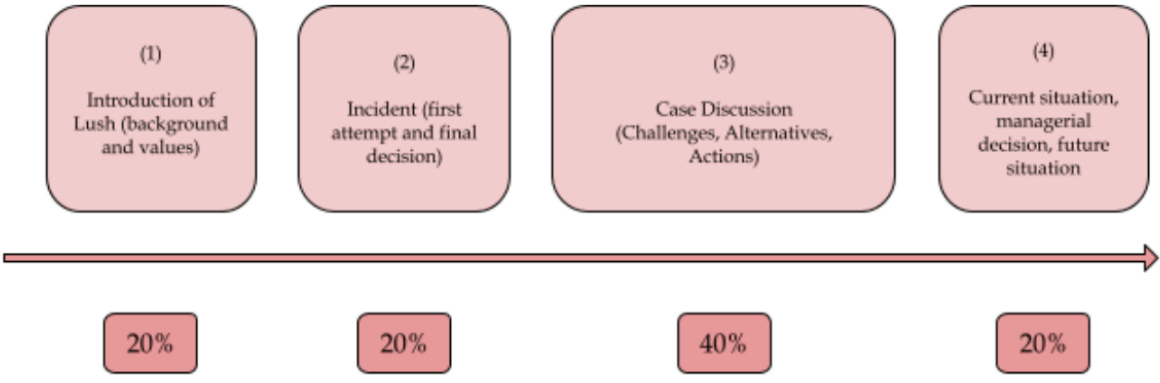 (1)
Introduction of
Lush (background
and values)
(2)
Incident (first
attempt and final
decision)
(3)
Case Discussion
(Challenges, Alternatives,
Actions)
(4)
Current situation,
managerial
decision, future
situation
20%
20%
40%
20%